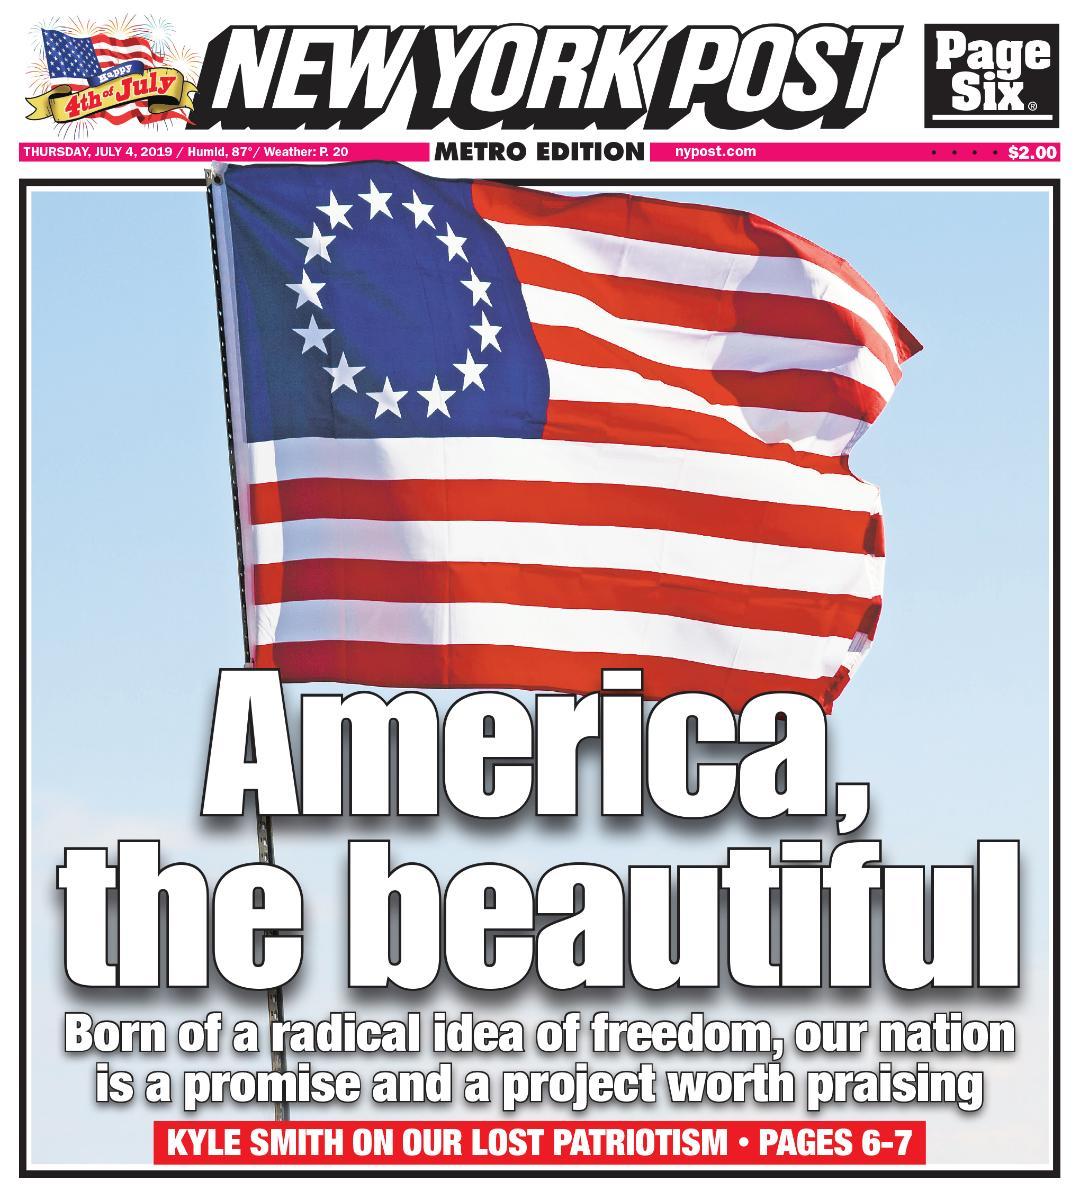 Happy
4th of July
NEW YORK POST
Page
Six®
THURSDAY, JULY 4, 2019 / Humid, 87°/ Weather: P. 20
METRO EDITION
nypost.com
• • • • $2.00
America,
the beautiful
Born of a radical idea of freedom, our nation
is a promise and a project worth praising
KYLE SMITH ON OUR LOST PATRIOTISM • PAGES 6-7